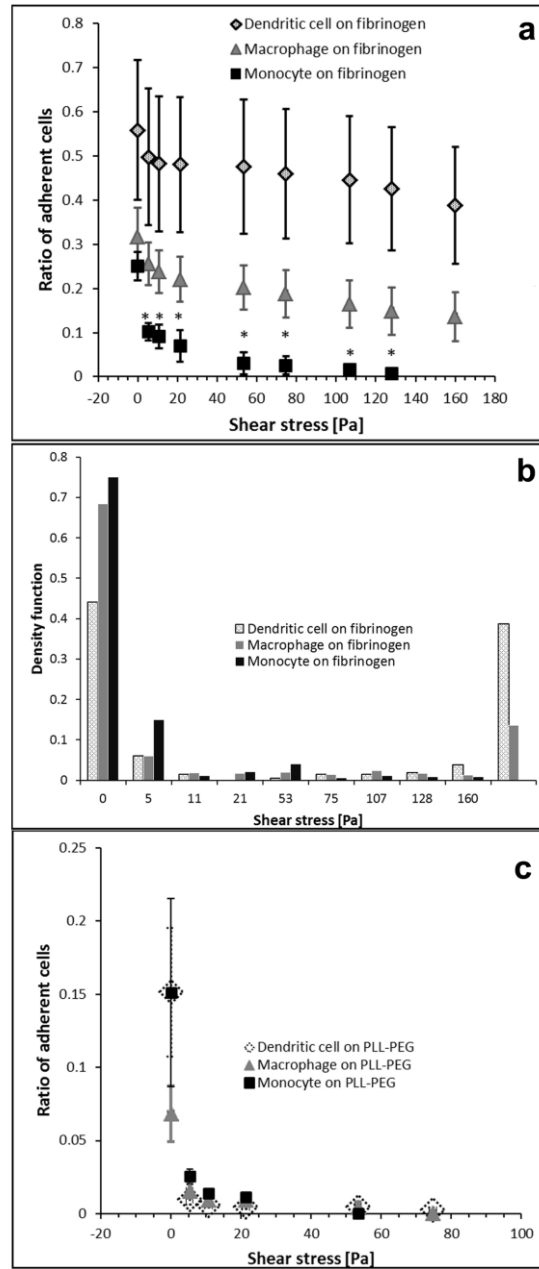 a
Dendritic cell on fibrinogen
Macrophage on fibrinogen
Monocyte on fibrinogen
0.8
0.7
0.6
0.5
0.4
0.3
0.2
0.1
0
Ratio of adherent cells
* * * * * * *
-20 0 20 40 60 80 100 120 140 160 180
Shear stress [Pa]
b
0.8
0.7
0.6
0.5
0.4
0.3
0.2
0.1
0
Density function
Dendritic cell on fibrinogen
Macrophage on fibrinogen
Monocyte on fibrinogen
0 5 11 21 53 75 107 128 160
Shear stress [Pa]
c
0.25
0.2
0.15
0.1
0.05
0
Ratio of adherent cells
Dendritic cell on PLL-PEG
Macrophage on PLL-PEG
Monocyte on PLL-PEG
-20 0 20 40 60 80 100
Shear stress [Pa]